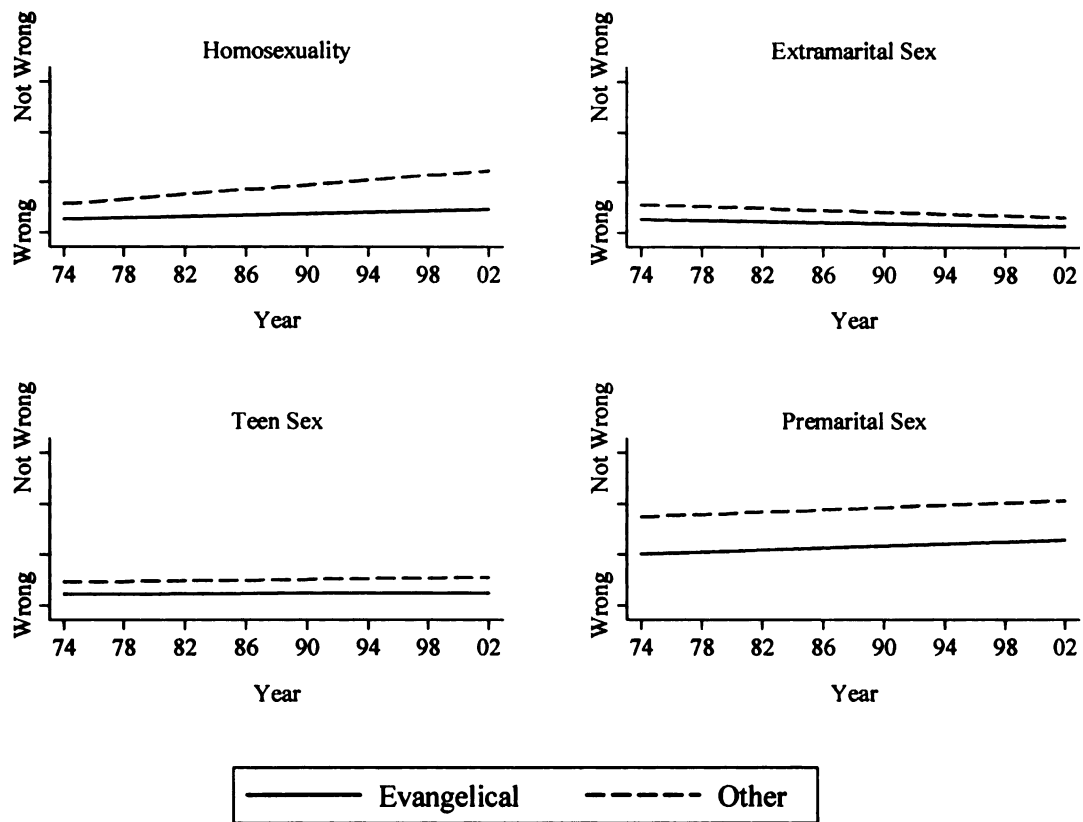 Homosexuality
Not Wrong
Wrong
74 78 82 86 90 94 98 02
Year
Extramarital Sex
Not Wrong
Wrong
74 78 82 86 90 94 98 02
Year
Teen Sex
Not Wrong
Wrong
74 78 82 86 90 94 98 02
Year
Premarital Sex
Not Wrong
Wrong
74 78 82 86 90 94 98 02
Year
Evangelical Other